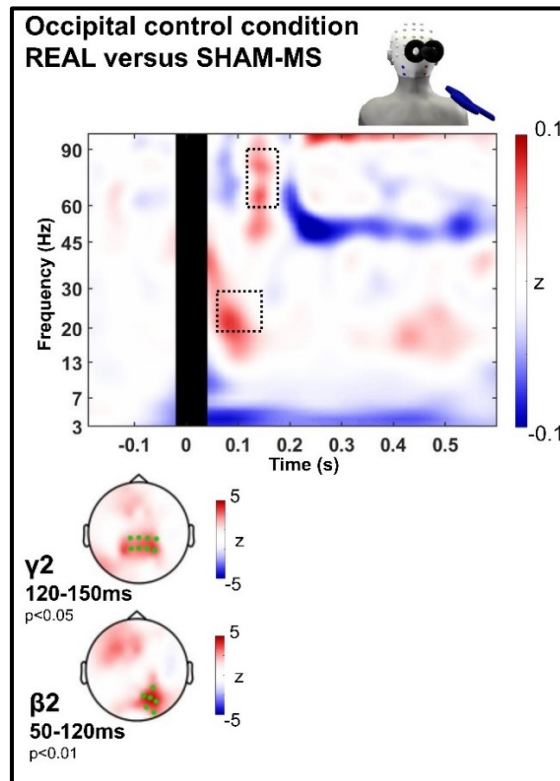 Occipital control condition
REAL versus SHAM-MS
0.1
90
60
45
30
20
13
7
3
Frequency (Hz)
z
-0.1
-0.1 0 0.1 0.2 0.3 0.4 0.5
Time (s)
5
z
-5
γ2
120-150ms
p<0.05
5
z
-5
β2
50-120ms
p<0.01